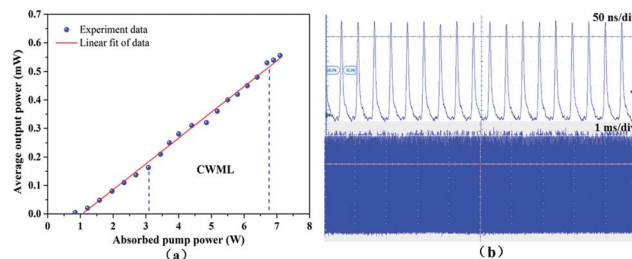 Experiment data
Linear fit of data
Average output power (mW)
0.7
0.6
0.5
0.4
0.3
0.2
0.1
0.0
CWML
0 1 2 3 4 5 6 7 8
Absorbed pump power (W)
(a)
50 ns/div
1 ms/div
(b)